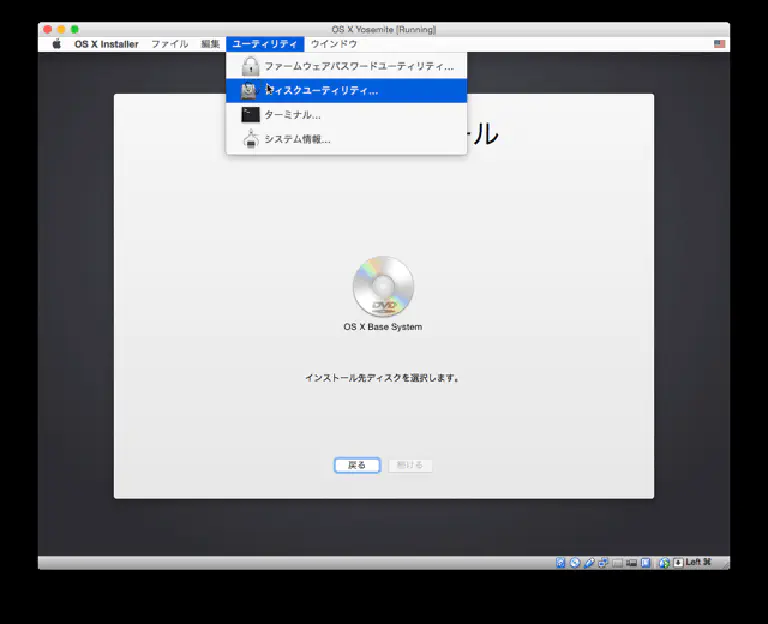 OS X Yosemite [Running]
OS X Installer ファイル 編集 ユーティリティ ウインドウ
ファームウェアパスワードユーティリティ...
ディスクユーティリティ...
ターミナル...
システム情報...
ール
DVD
OS X Base System
インストール先ディスクを選択します。
戻る 続ける
Left ⌘